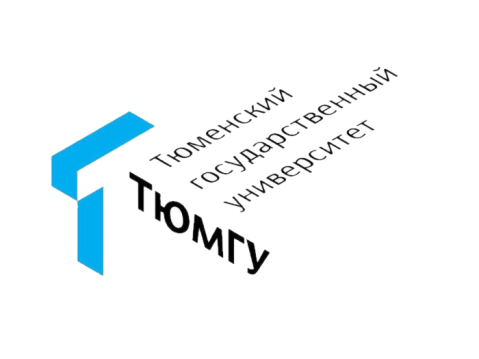 Тюменский
государственный
университет
ТЮМГУ